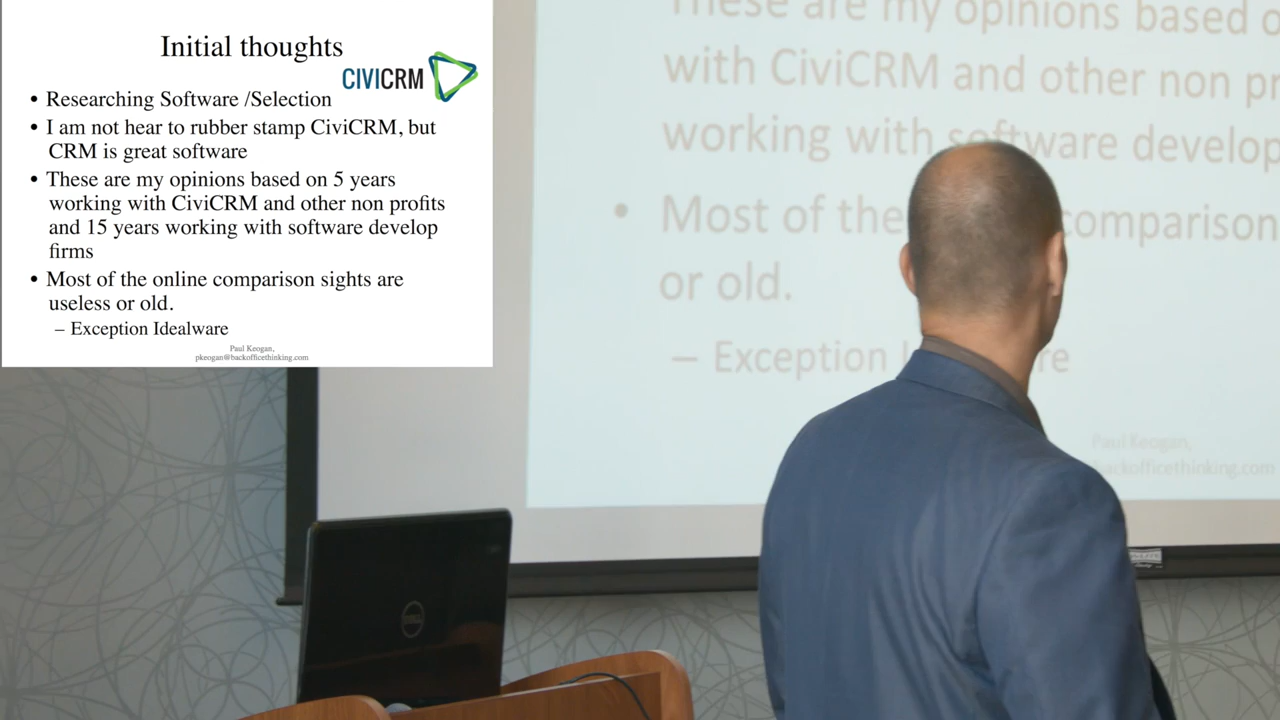 Initial thoughts
CIVICRM
• Researching Software /Selection
• I am not hear to rubber stamp CiviCRM, but
CRM is great software
• These are my opinions based on 5 years
working with CiviCRM and other non profits
and 15 years working with software develop
firms
• Most of the online comparison sights are
useless or old.
– Exception Idealware
Paul Keogan,
pkeogan@backofficethinking.com
These are my opinions based o
with CiviCRM and other non pr
working with software develop
• Most of the comparison
or old.
– Exception I re
Paul Keogan,
backofficethinking.com
DELL